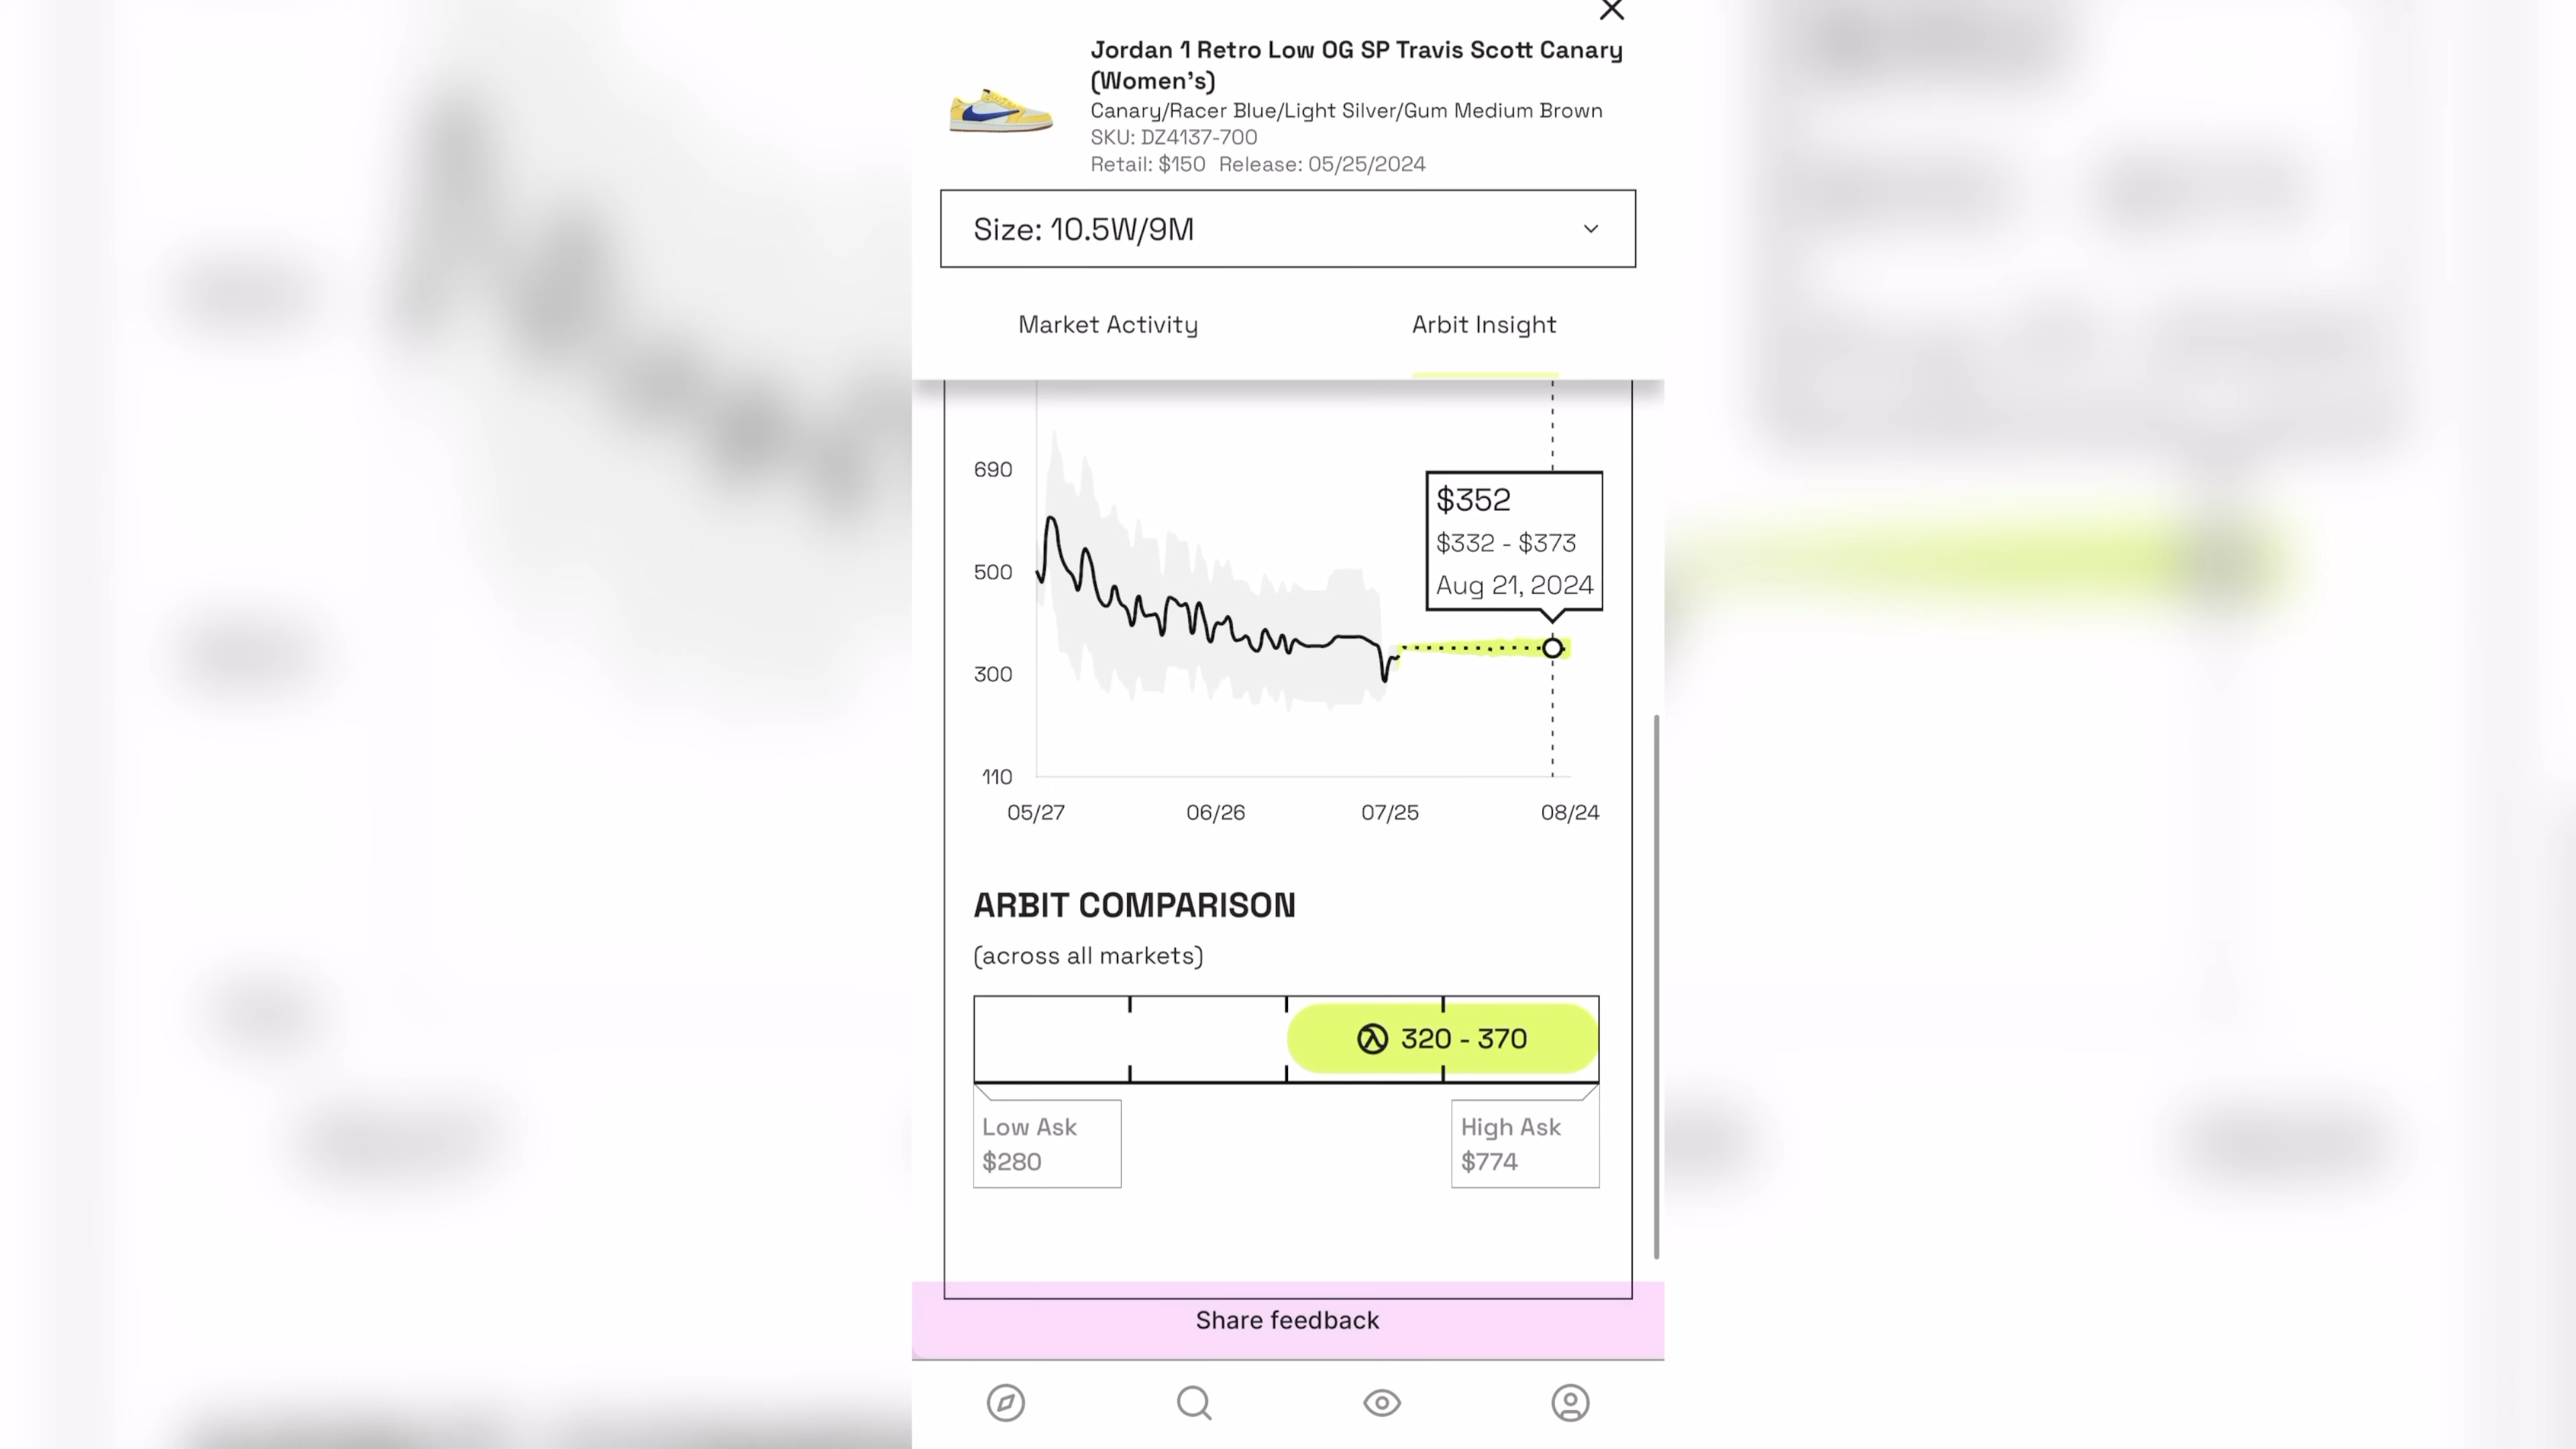 Jordan 1 Retro Low OG SP Travis Scott Canary
(Women's)
Canary/Racer Blue/Light Silver/Gum Medium Brown
SKU: DZ4137-700
Retail: $150 Release: 05/25/2024
Size: 10.5W/9M
Market Activity
Arbit Insight
690
500
300
110
$352
$332 - $373
Aug 21, 2024
05/27
06/26
07/25
08/24
ARBIT COMPARISON
(across all markets)
320 - 370
Low Ask
$280
High Ask
$774
Share feedback